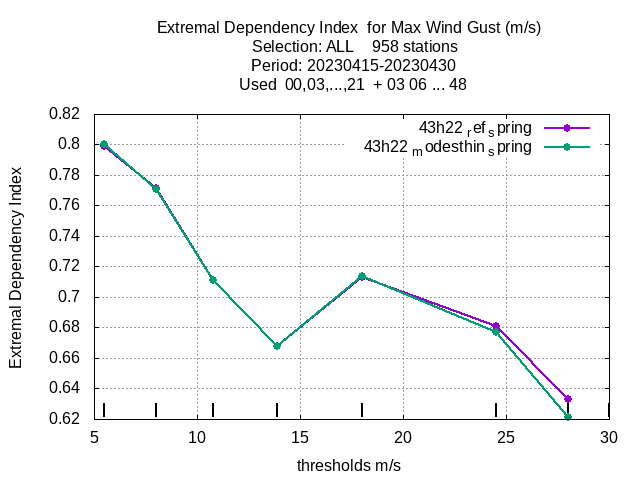 Extremal Dependency Index  for Max Wind Gust (m/s)
Selection: ALL    958 stations
Period: 20230415-20230430
Used  00,03,...,21  + 03 06 ... 48
43h22 refspring
43h22 modesthinspring
Extremal Dependency Index
0.82
0.8
0.78
0.76
0.74
0.72
0.7
0.68
0.66
0.64
0.62
5 10 15 20 25 30
thresholds m/s